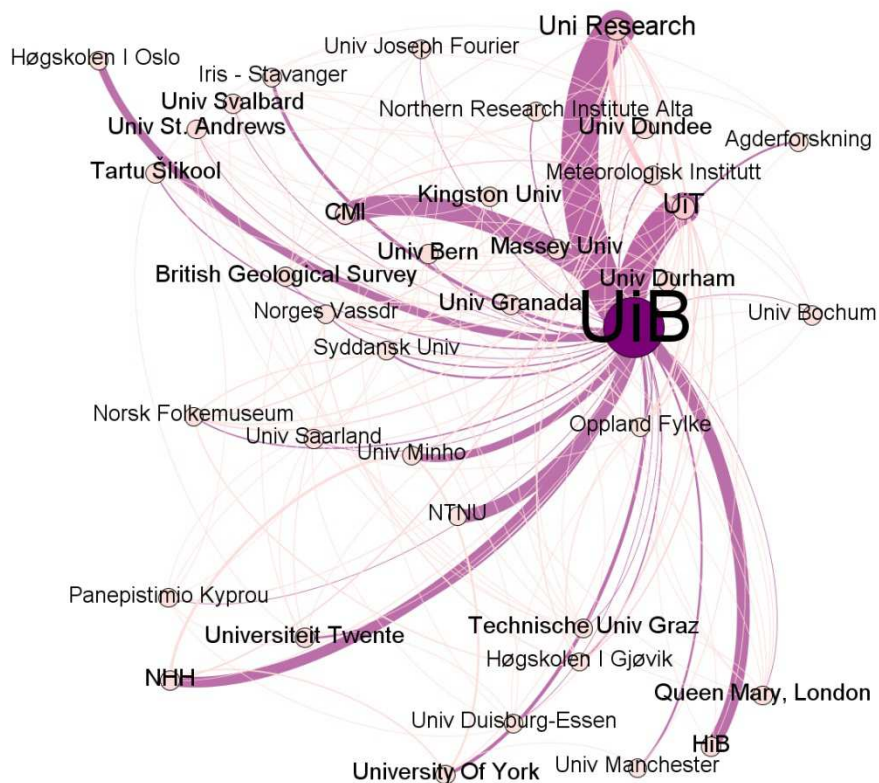 Uni Research
Univ Joseph Fourier
Høgskolen I Oslo
Iris - Stavanger
Univ Svalbard
Northern Research Institute Alta
Univ St. Andrews
Univ Dundee
Agderforskning
Tartu Šlikool
Meteorologisk Institutt
Kingston Univ
CMI
UiT
Univ Bern
Massey Univ
British Geological Survey
Univ Durham
Univ Granada
Norges Vassdr
UiB
Univ Bochum
Syddansk Univ
Norsk Folkemuseum
Oppland Fylke
Univ Saarland
Univ Minho
NTNU
Panepistimio Kyprou
Technische Univ Graz
Universiteit Twente
Høgskolen I Gjøvik
NHH
Queen Mary, London
Univ Duisburg-Essen
HiB
Univ Manchester
University Of York